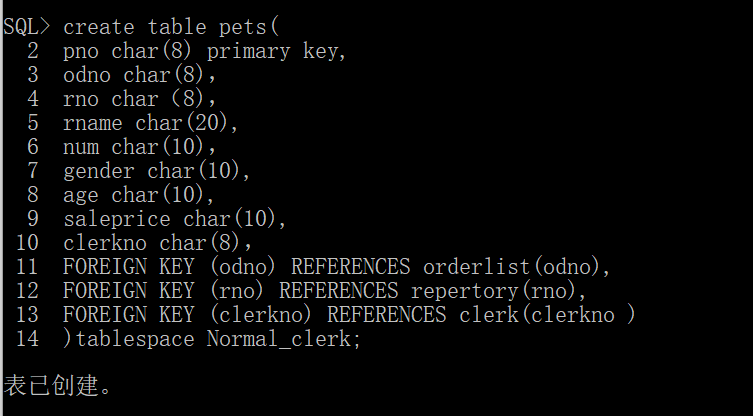 SQL> create table pets(
  2  pno char(8) primary key,
  3  odno char(8),
  4  rno char (8),
  5  rname char(20),
  6  num char(10),
  7  gender char(10),
  8  age char(10),
  9  saleprice char(10),
 10  clerkno char(8),
 11  FOREIGN KEY (odno) REFERENCES orderlist(odno),
 12  FOREIGN KEY (rno) REFERENCES repertory(rno),
 13  FOREIGN KEY (clerkno) REFERENCES clerk(clerkno )
 14  )tablespace Normal_clerk;
表已创建。